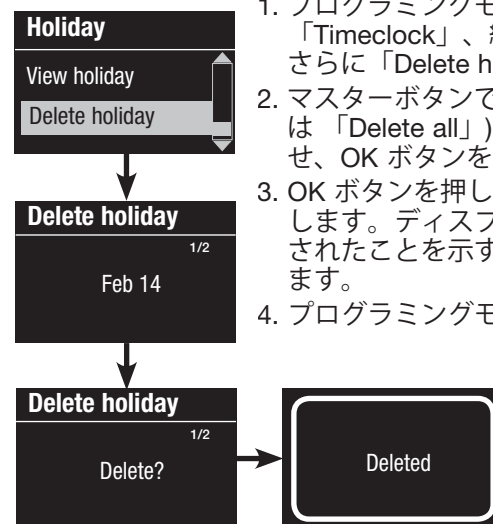 Holiday
View holiday
Delete holiday
Delete holiday
1/2
Feb 14
Delete holiday
1/2
Delete?
Deleted
1. プログラミングモ
「Timeclock」、
さらに「Delete h
2. マスターボタンで
は 「Delete all」)
せ、OK ボタンを
3. OK ボタンを押し
します。ディスプ
されたことを示す
ます。
4. プログラミングモ